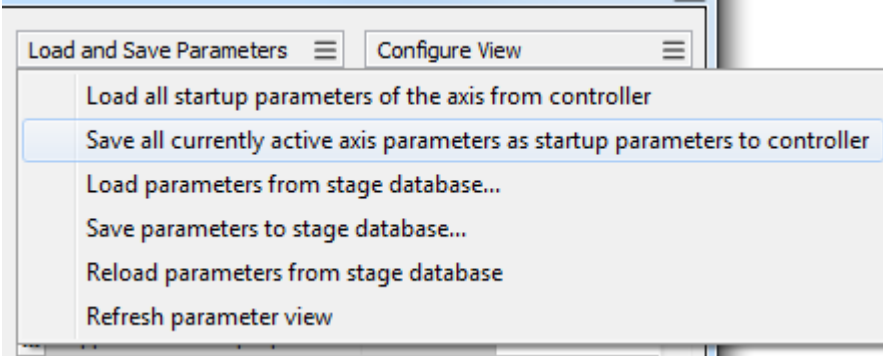 Load and Save Parameters
Configure View
Load all startup parameters of the axis from controller
Save all currently active axis parameters as startup parameters to controller
Load parameters from stage database...
Save parameters to stage database...
Reload parameters from stage database
Refresh parameter view